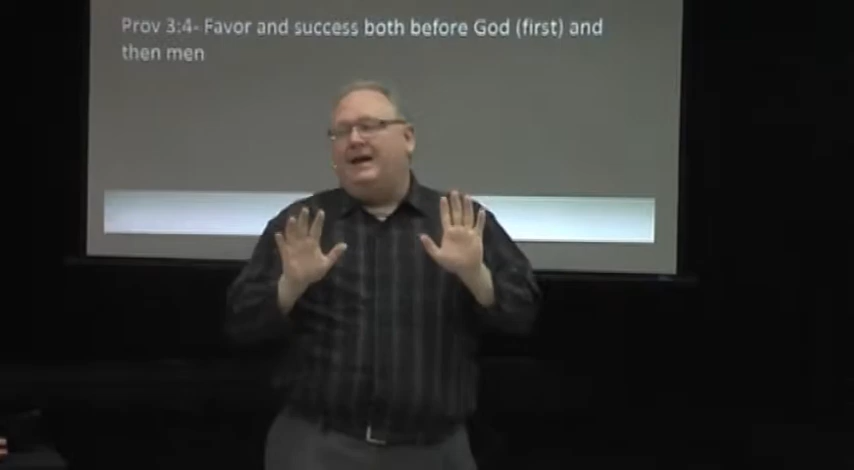 Prov 3:4- Favor and success both before God (first) and
then men